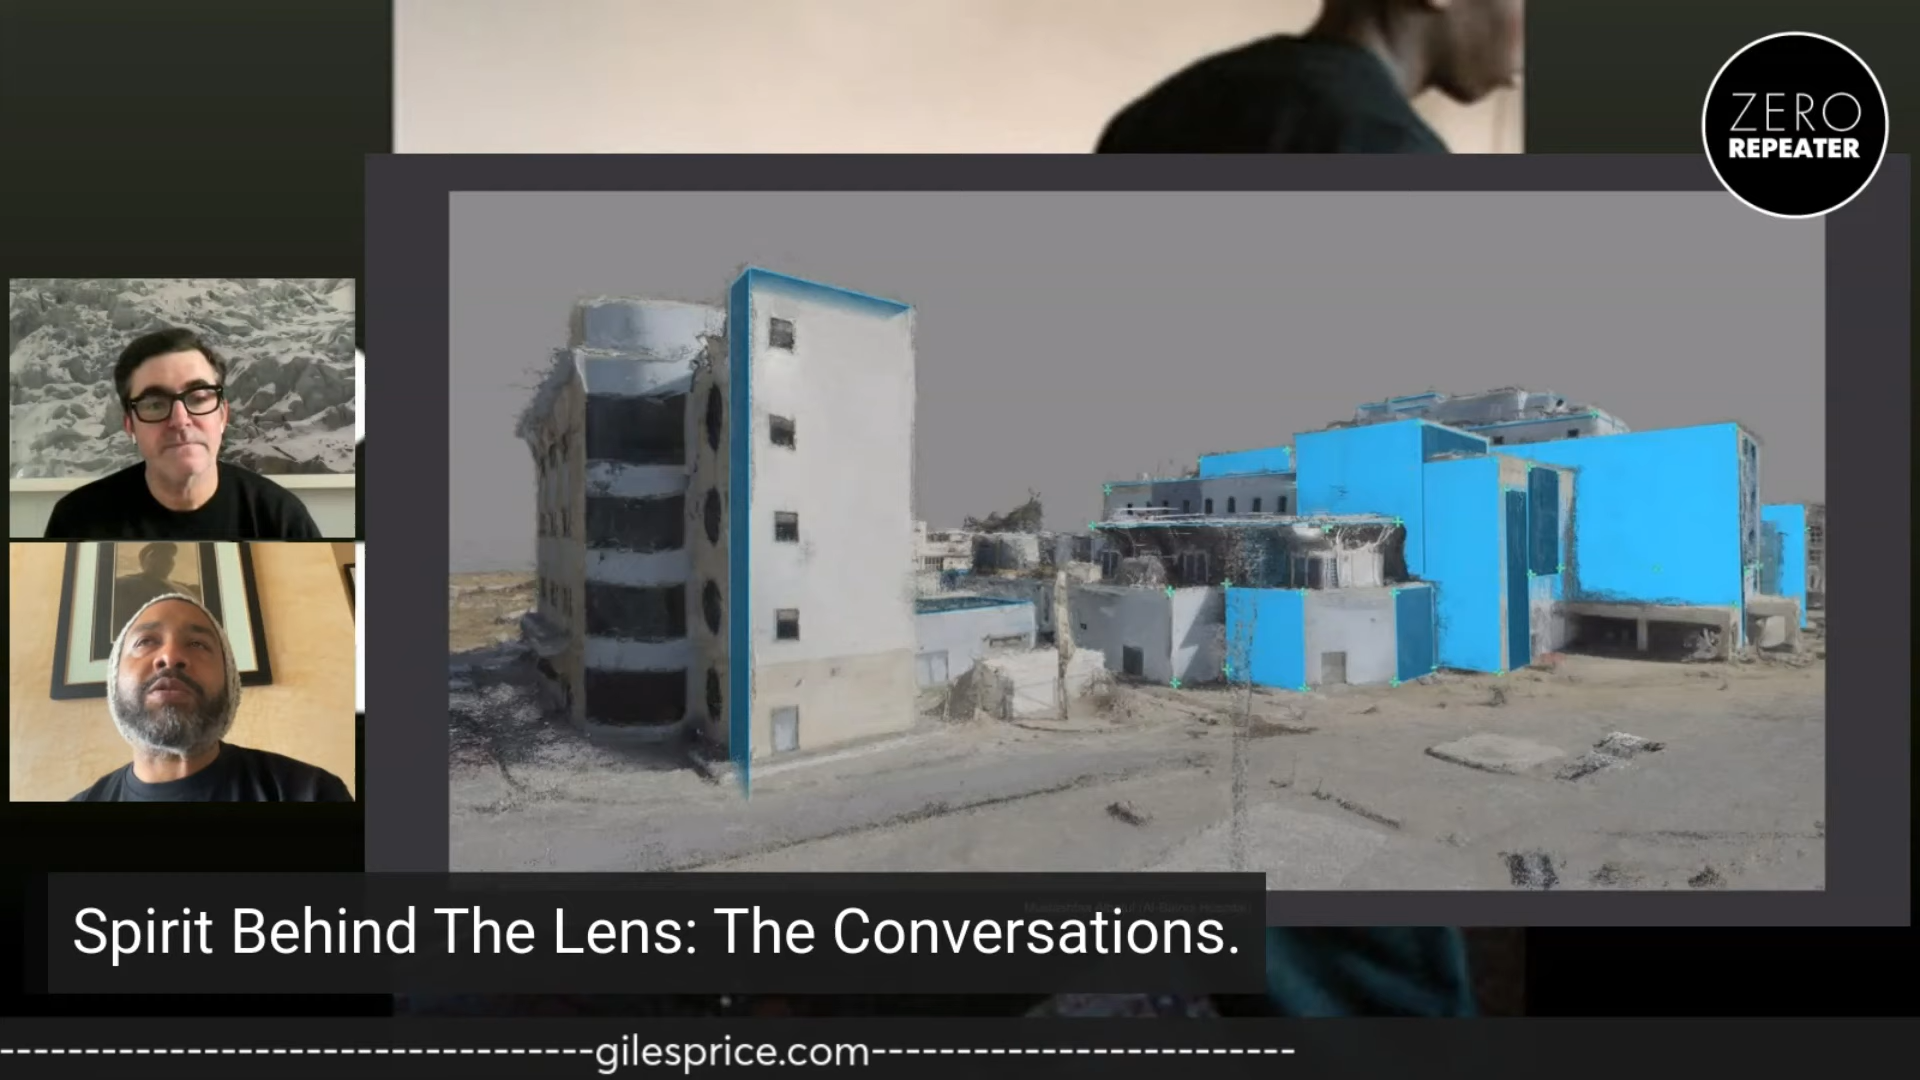 ZERO
REPEATER
Spirit Behind The Lens: The Conversations.
---------------------------------gilesprice.com------------------------